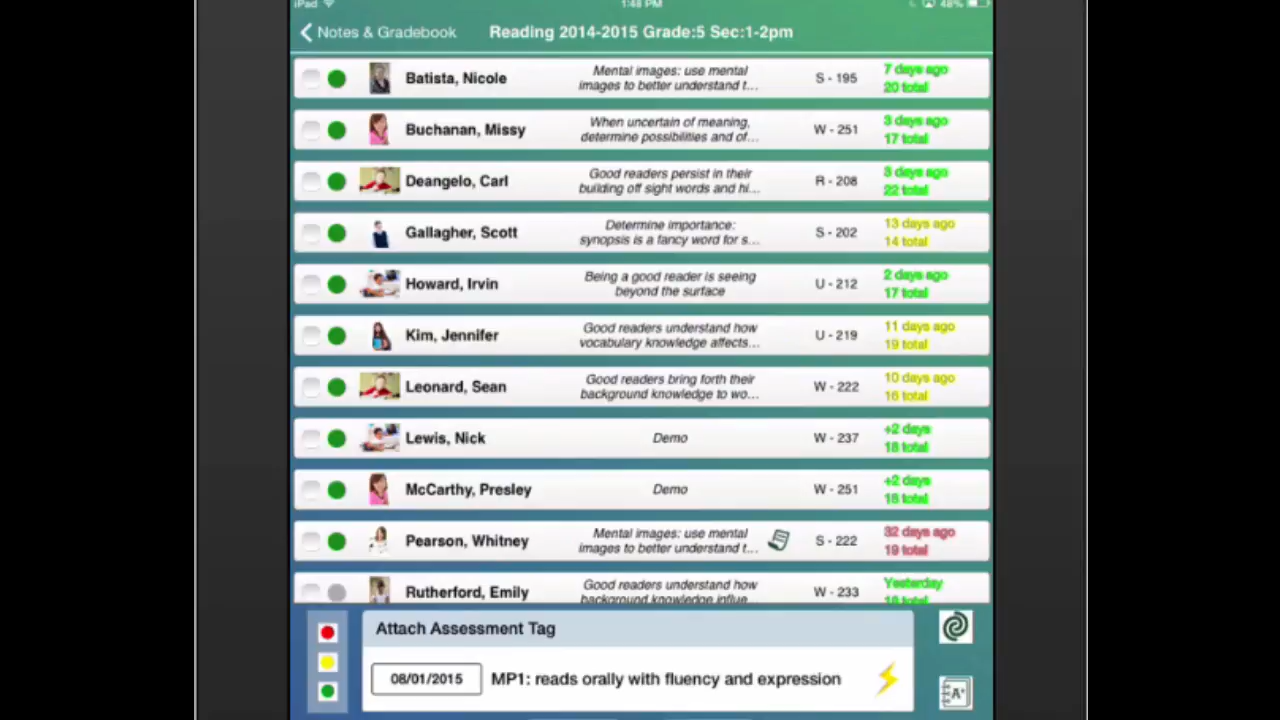 iPad 1:48 PM 48%
Notes & Gradebook Reading 2014-2015 Grade:5 Sec:1-2pm
Batista, Nicole
Mental images: use mental
images to better understand t...
S - 195
7 days ago
20 total
Buchanan, Missy
When uncertain of meaning,
determine possibilities and of...
W - 251
3 days ago
17 total
Deangelo, Carl
Good readers persist in their
building off sight words and hi...
R - 208
3 days ago
22 total
Gallagher, Scott
Determine importance:
synopsis is a fancy word for s...
S - 202
13 days ago
14 total
Howard, Irvin
Being a good reader is seeing
beyond the surface
U - 212
2 days ago
17 total
Kim, Jennifer
Good readers understand how
vocabulary knowledge affects...
U - 219
11 days ago
19 total
Leonard, Sean
Good readers bring forth their
background knowledge to wo...
W - 222
10 days ago
16 total
Lewis, Nick
Demo
W - 237
+2 days
18 total
McCarthy, Presley
Demo
W - 251
+2 days
18 total
Pearson, Whitney
Mental images: use mental
images to better understand t...
S - 222
32 days ago
19 total
Rutherford, Emily
Good readers understand how
background knowledge influe...
W - 233
Yesterday
18 total
Attach Assessment Tag
08/01/2015 MP1: reads orally with fluency and expression
A+